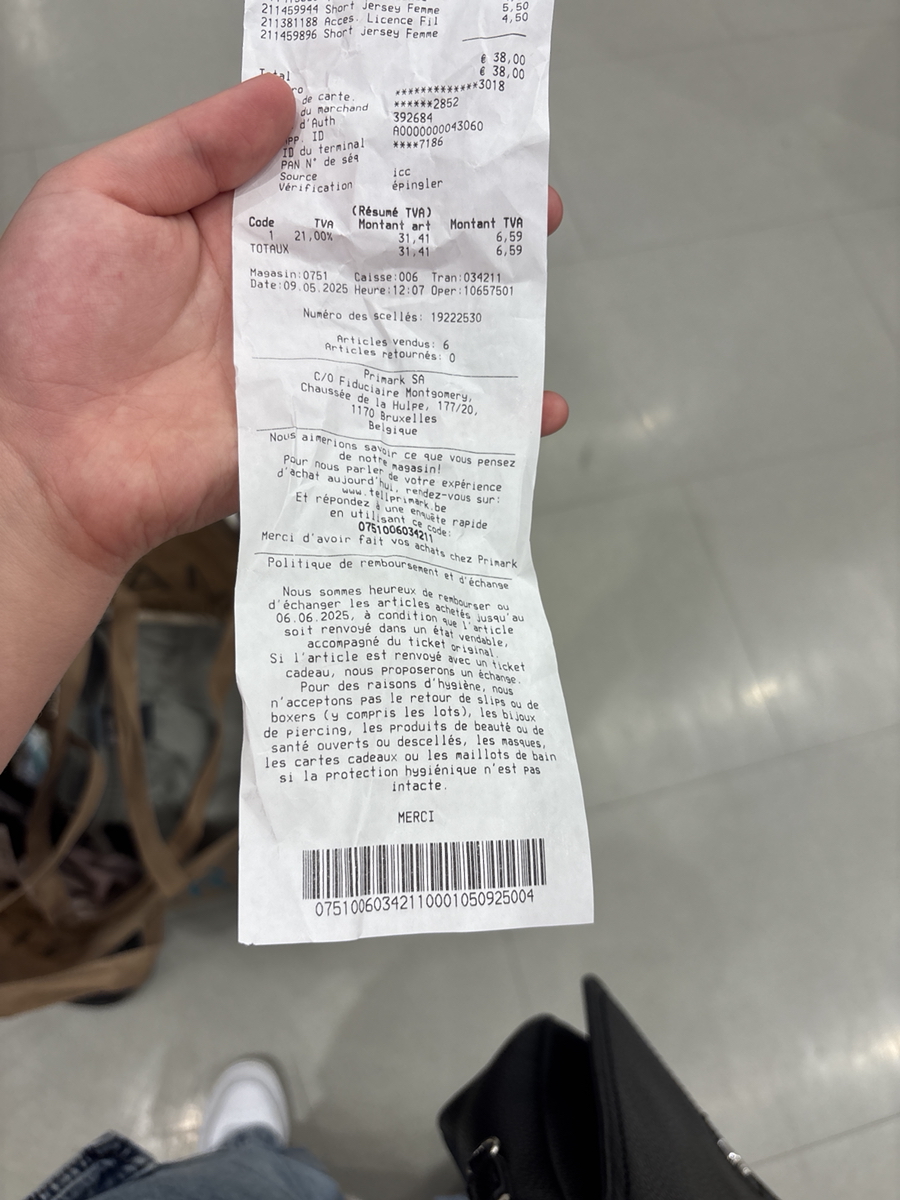 211459944 Short Jersey Femme 5,50
211381188 Acces. Licence Fil 4,50
211459896 Short Jersey Femme
€ 38,00
Total € 38,00
de carte. ************3018
du marchand ******2852
d'Auth 392684
ID A0000000043060
ID du terminal ****7186
PAN N° de séq
Source icc
Vérification épingler
(Résumé TVA)
Code TVA Montant art Montant TVA
1 21,00% 31,41 6,59
TOTAUX 31,41 6,59
Magasin:0751 Caisse:006 Tran:034211
Date:09.05.2025 Heure:12:07 Oper:10657501
Numéro des scellés: 19222530
Articles vendus: 6
Articles retournés: 0
Primark SA
C/O Fiduciaire Montgomery,
Chaussée de la Hulpe, 177/20,
1170 Bruxelles
Belgique
Nous aimerions savoir ce que vous pensez
de notre magasin!
Pour nous parler de votre expérience
d'achat aujourd'hui, rendez-vous sur:
www.tellprimark.be
Et répondez à une enquête rapide
en utilisant ce code:
0751006034211
Merci d'avoir fait vos achats chez Primark
Politique de remboursement et d'échange
Nous sommes heureux de rembourser ou
d'échanger les articles achetés jusqu'au
06.06.2025, à condition que l'article
soit renvoyé dans un état vendable,
accompagné du ticket original.
Si l'article est renvoyé avec un ticket
cadeau, nous proposerons un échange.
Pour des raisons d'hygiène, nous
n'acceptons pas le retour de slips ou de
boxers (y compris les lots), les bijoux
de piercing, les produits de beauté ou de
santé ouverts ou descellés, les masques,
les cartes cadeaux ou les maillots de bain
si la protection hygiénique n'est pas
intacte.
MERCI
07510060342110001050925004